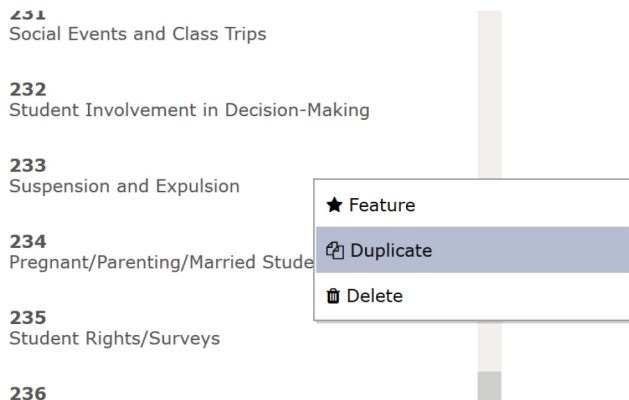 231
Social Events and Class Trips
232
Student Involvement in Decision-Making
233
Suspension and Expulsion
Feature
234
Duplicate
Pregnant/Parenting/Married Stude
Delete
235
Student Rights/Surveys
236